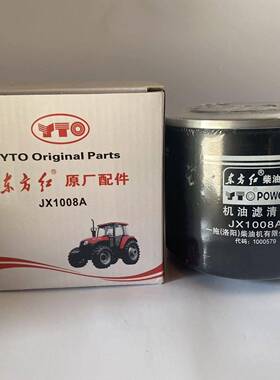 YTO
YTO Original Parts
东方红 原厂配件
JX1008A
东方红 柴油
YTO POWE
机油滤清
JX1008A
一拖(洛阳)柴油机有限
代码: 1000579